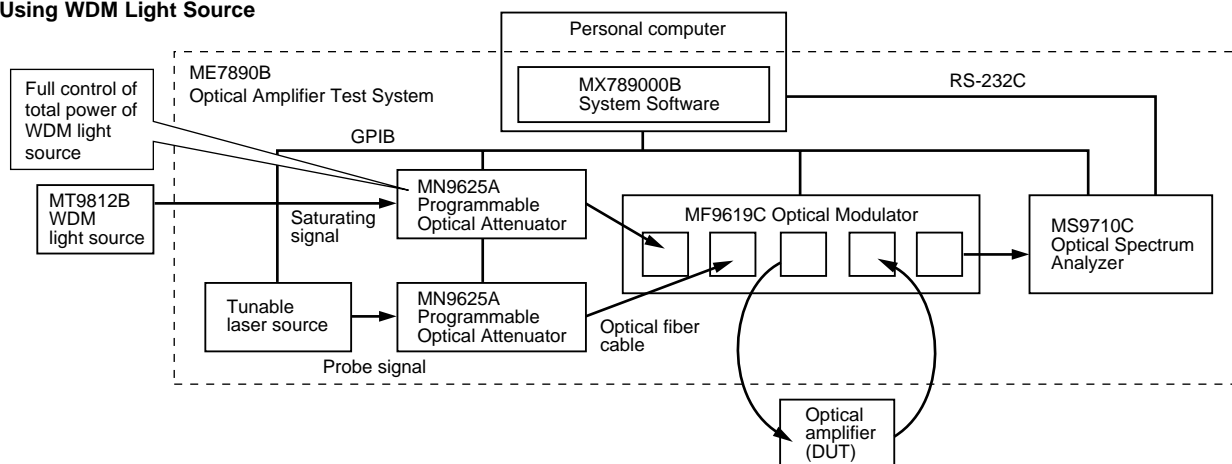 Using WDM Light Source
Personal computer
MX789000B
System Software
ME7890B
Optical Amplifier Test System
RS-232C
Full control of
total power of
WDM light
source
GPIB
MT9812B
WDM
light source
Saturating
signal
MN9625A
Programmable
Optical Attenuator
MF9619C Optical Modulator
MS9710C
Optical Spectrum
Analyzer
Tunable
laser source
MN9625A
Programmable
Optical Attenuator
Optical fiber
cable
Probe signal
Optical
amplifier
(DUT)